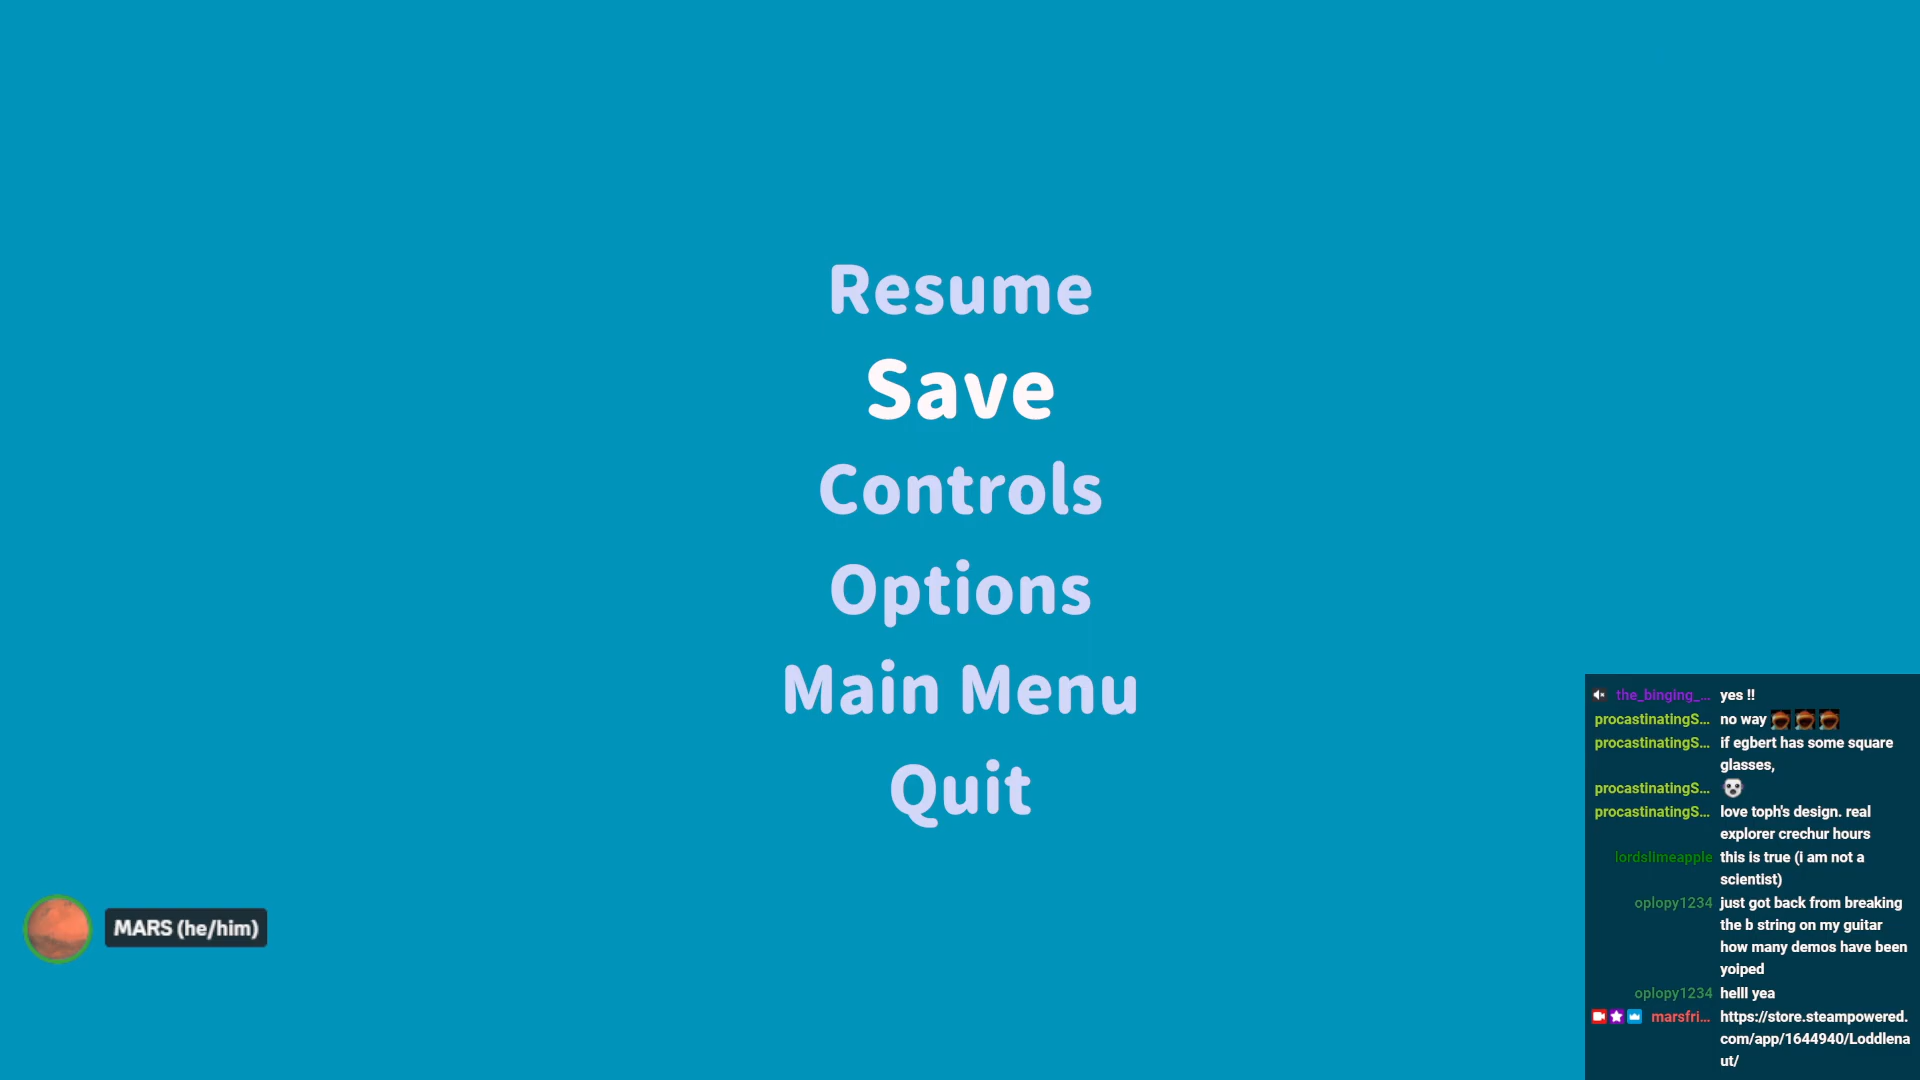 Resume
Save
Controls
Options
Main Menu
Quit
MARS (he/him)
the_binging_... yes !!
procastinatingS... no way
procastinatingS... if egbert has some square
glasses,
procastinatingS...
procastinatingS... love toph's design. real
explorer crechur hours
lordslimeapple this is true (i am not a
scientist)
oplopy1234 just got back from breaking
the b string on my guitar
how many demos have been
yoiped
oplopy1234 helll yea
marsfri... https://store.steampowered.
com/app/1644940/Loddlena
ut/